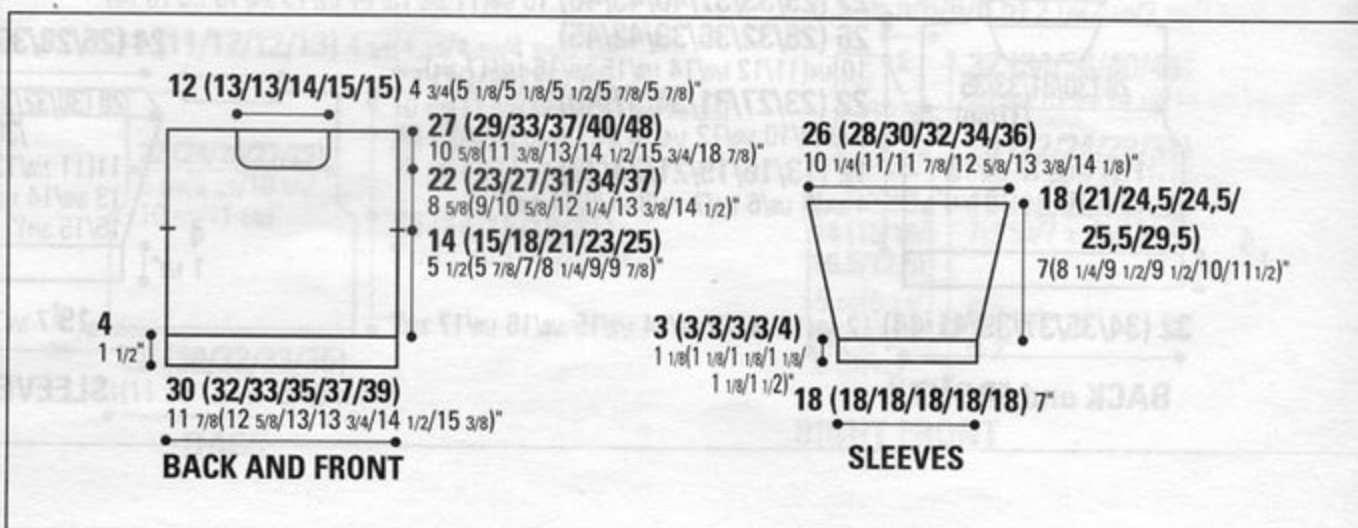 12 (13/13/14/15/15) 4 3/4(5 1/8/5 1/8/5 1/2/5 7/8/5 7/8)"
27 (29/33/37/40/48)
10 5/8(11 3/8/13/14 1/2/15 3/4/18 7/8)"
22 (23/27/31/34/37)
8 5/8(9/10 5/8/12 1/4/13 3/8/14 1/2)"
14 (15/18/21/23/25)
5 1/2(5 7/8/7/8 1/4/9/9 7/8)"
4
1 1/2"
30 (32/33/35/37/39)
11 7/8(12 5/8/13/13 3/4/14 1/2/15 3/8)"
BACK AND FRONT
26 (28/30/32/34/36)
10 1/4(11/11 7/8/12 5/8/13 3/8/14 1/8)"
18 (21/24,5/24,5/
25,5/29,5)
7(8 1/4/9 1/2/9 1/2/10/11 1/2)"
3 (3/3/3/3/4)
1 1/8(1 1/8/1 1/8/1 1/8/
1 1/8/1 1/2)"
18 (18/18/18/18/18) 7"
SLEEVES